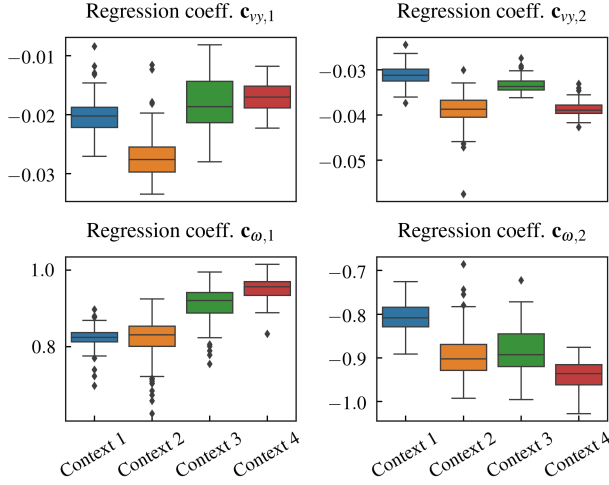 Regression coeff. c_{vy,1}
Regression coeff. c_{vy,2}
−0.01
−0.02
−0.03
−0.03
−0.04
−0.05
Regression coeff. c_{ω,1}
Regression coeff. c_{ω,2}
1.0
0.8
−0.7
−0.8
−0.9
−1.0
Context 1
Context 2
Context 3
Context 4
Context 1
Context 2
Context 3
Context 4